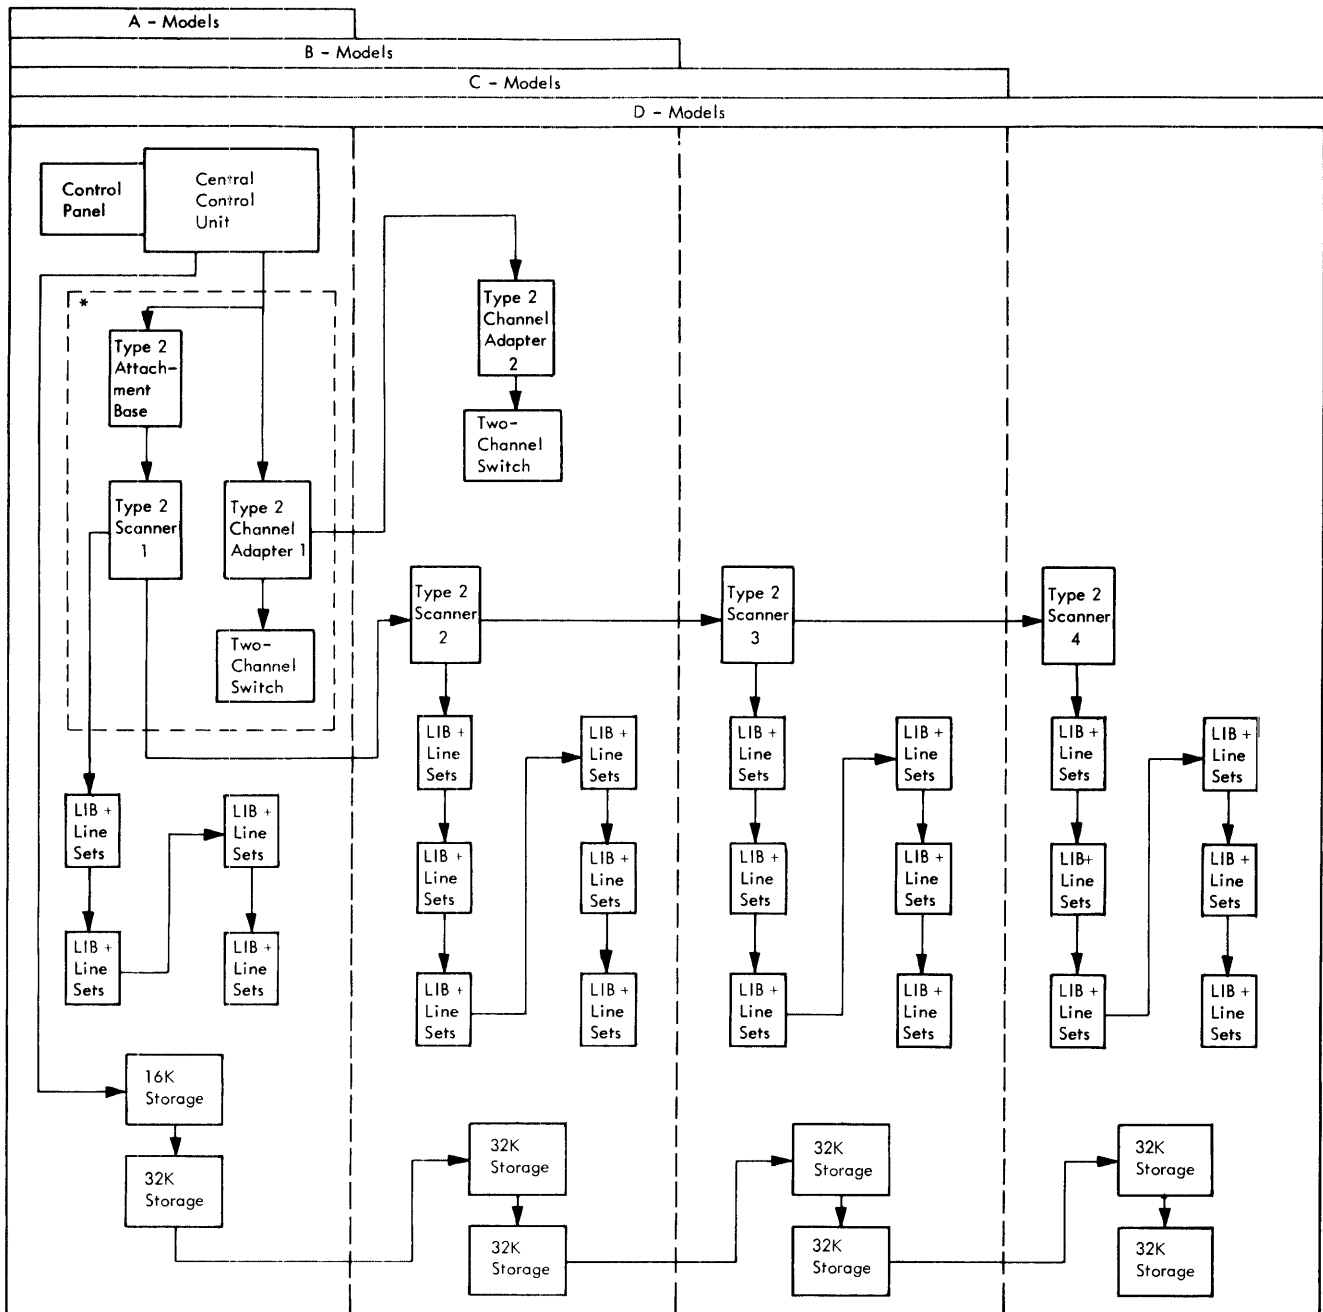 A - Models
B - Models
C - Models
D - Models
Control
Panel
Central
Control
Unit
*
Type 2
Attach-
ment
Base
Type 2
Scanner
1
Type 2
Channel
Adapter 1
Two-
Channel
Switch
LIB +
Line
Sets
LIB +
Line
Sets
LIB +
Line
Sets
LIB +
Line
Sets
16K
Storage
32K
Storage
Type 2
Channel
Adapter
2
Two-
Channel
Switch
Type 2
Scanner
2
LIB +
Line
Sets
LIB +
Line
Sets
LIB +
Line
Sets
LIB +
Line
Sets
LIB +
Line
Sets
LIB +
Line
Sets
32K
Storage
32K
Storage
Type 2
Scanner
3
LIB +
Line
Sets
LIB +
Line
Sets
LIB +
Line
Sets
LIB +
Line
Sets
LIB +
Line
Sets
LIB +
Line
Sets
32K
Storage
32K
Storage
Type 2
Scanner
4
LIB +
Line
Sets
LIB+
Line
Sets
LIB +
Line
Sets
LIB +
Line
Sets
LIB +
Line
Sets
LIB +
Line
Sets
32K
Storage
32K
Storage